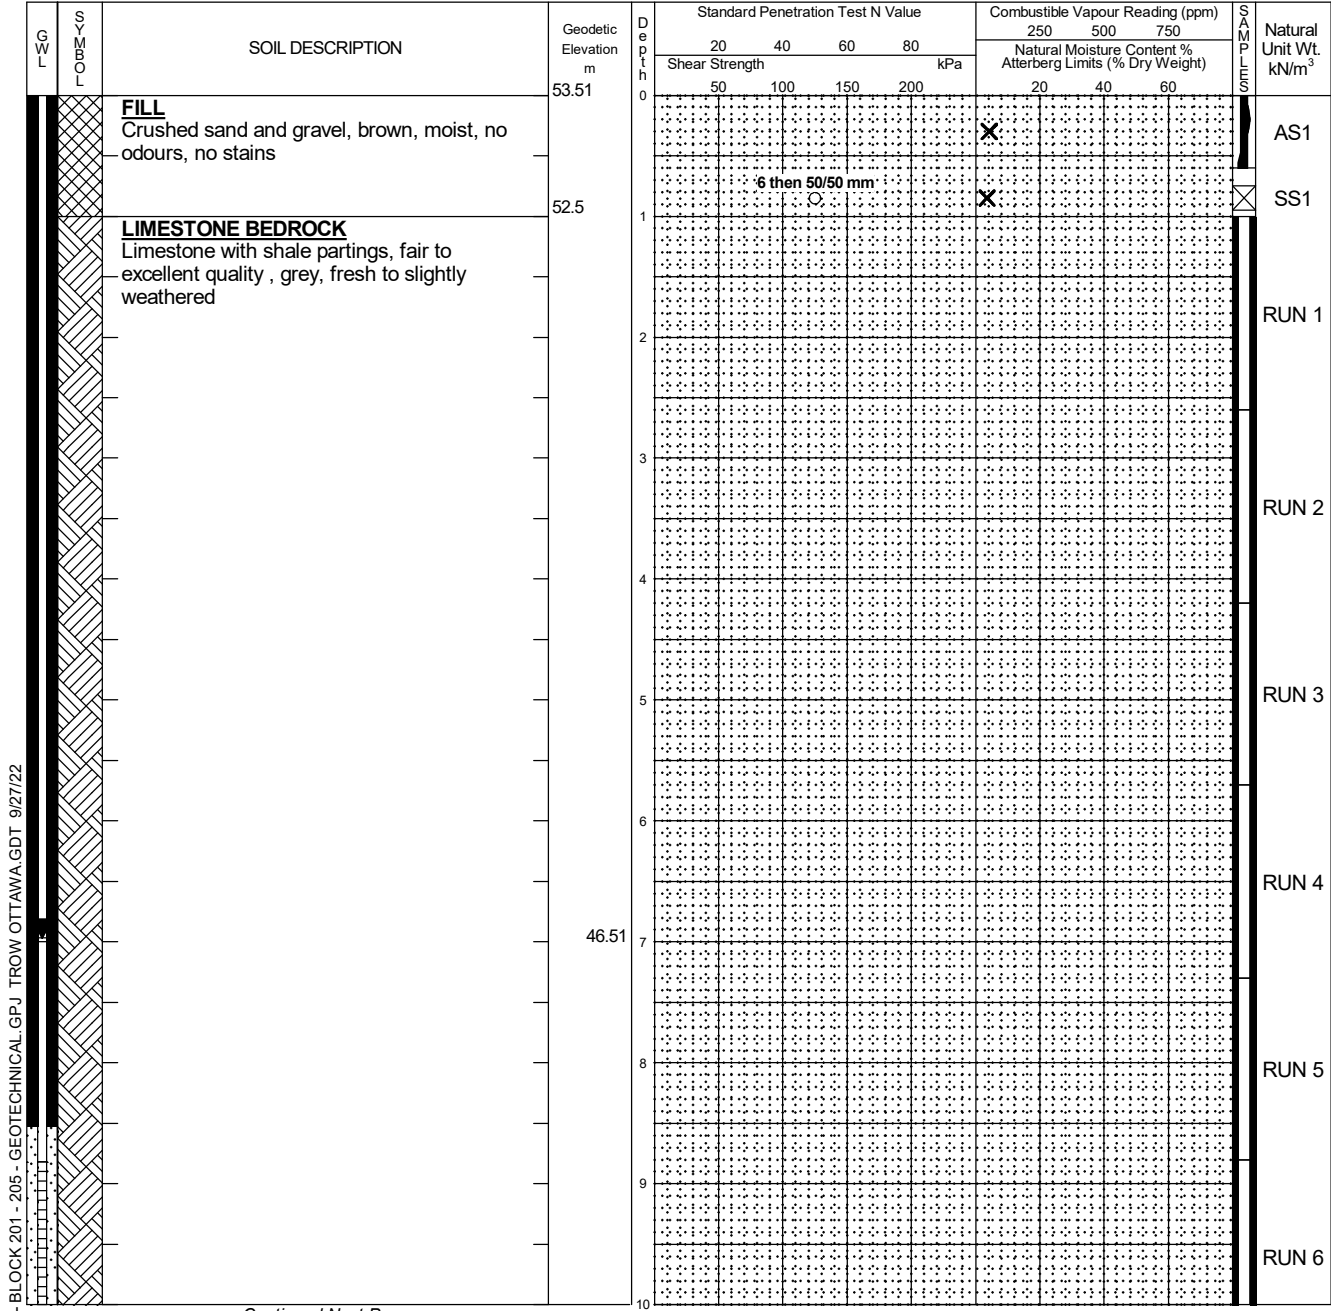 GWL
SYMBOL
SOIL DESCRIPTION
Geodetic
Elevation
m
Depth
Standard Penetration Test N Value
20 40 60 80
Shear Strength kPa
50 100 150 200
Combustible Vapour Reading (ppm)
250 500 750
Natural Moisture Content %
Atterberg Limits (% Dry Weight)
20 40 60
SAMPLES
Natural
Unit Wt.
kN/m³
53.51
0
FILL
Crushed sand and gravel, brown, moist, no
odours, no stains
AS1
6 then 50/50 mm
SS1
52.5
1
LIMESTONE BEDROCK
Limestone with shale partings, fair to
excellent quality , grey, fresh to slightly
weathered
RUN 1
2
3
RUN 2
4
RUN 3
5
6
RUN 4
46.51
7
8
RUN 5
9
RUN 6
10
BLOCK 201 - 205 - GEOTECHNICAL.GPJ TROW OTTAWA.GDT 9/27/22